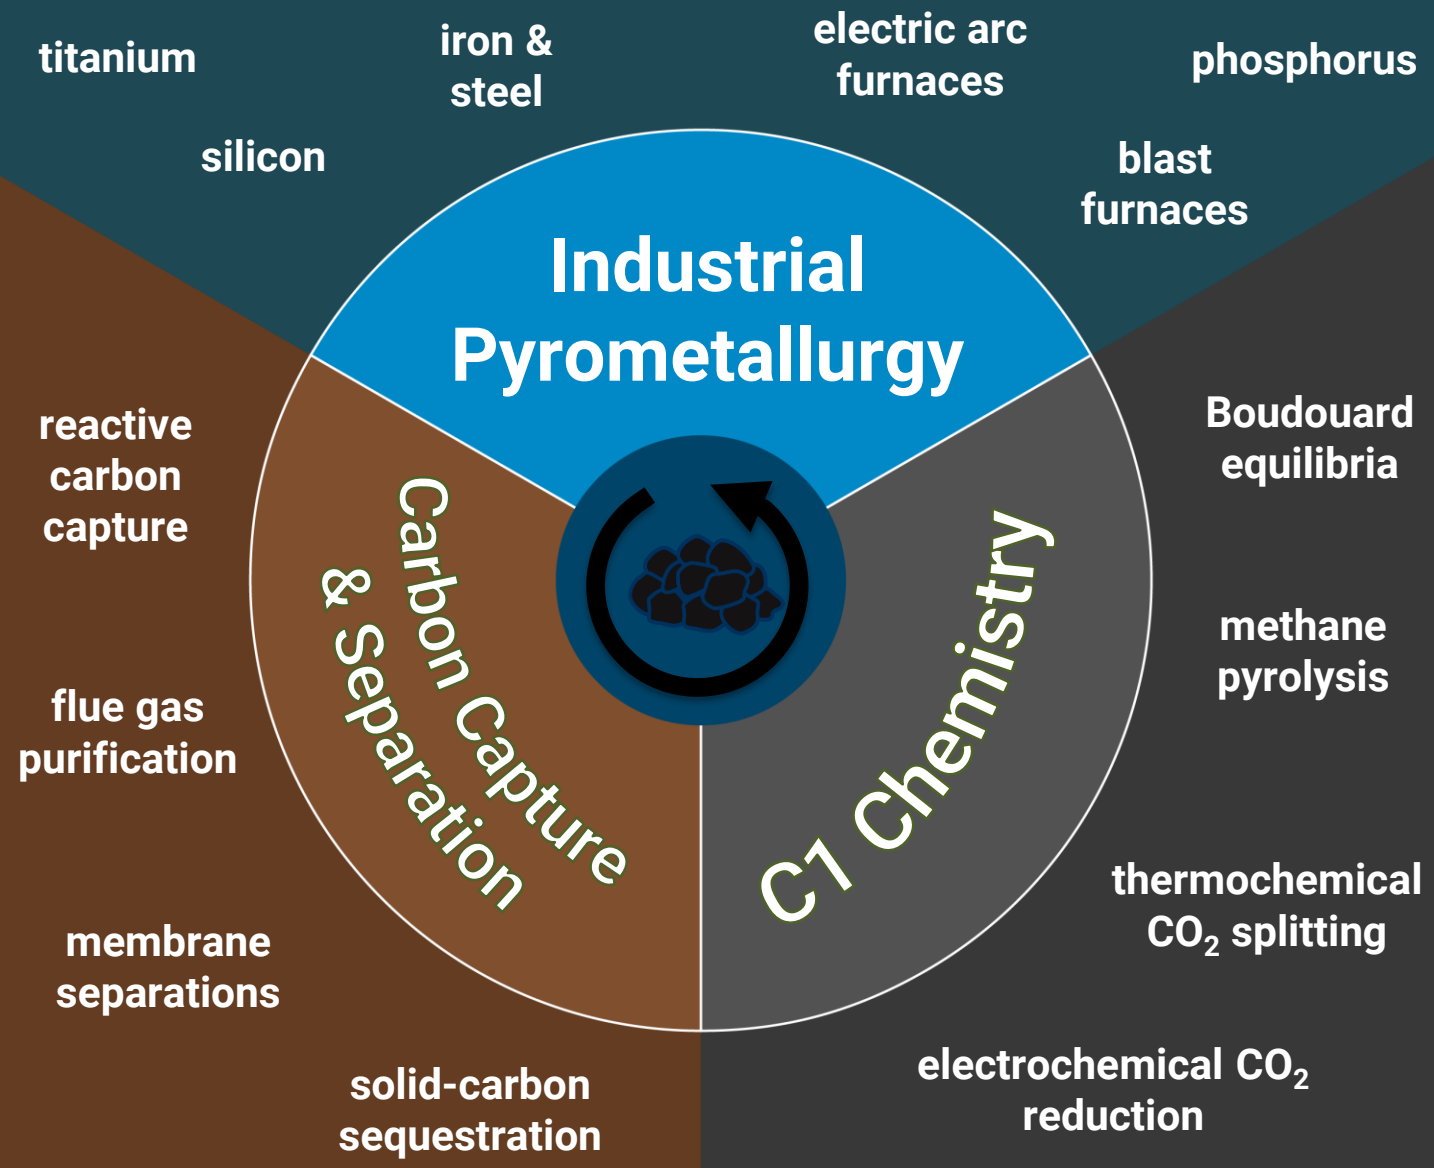 titanium
iron &
steel
electric arc
furnaces
phosphorus
silicon
blast
furnaces
Industrial
Pyrometallurgy
reactive
carbon
capture
flue gas
purification
membrane
separations
solid-carbon
sequestration
Carbon Capture
& Separation
C1 Chemistry
Boudouard
equilibria
methane
pyrolysis
thermochemical
CO₂ splitting
electrochemical CO₂
reduction